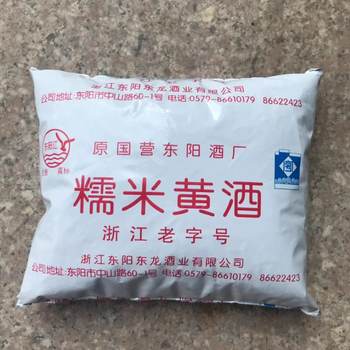 浙江东阳东龙酒业有限公司
公司地址:东阳市中山路60-1号 电话:0579-86610179 86622423
原国营东阳酒厂
糯米黄酒
浙江老字号
浙江东阳东龙酒业有限公司
公司地址:东阳市中山路60-1号 电话:0579-86610179 86622423